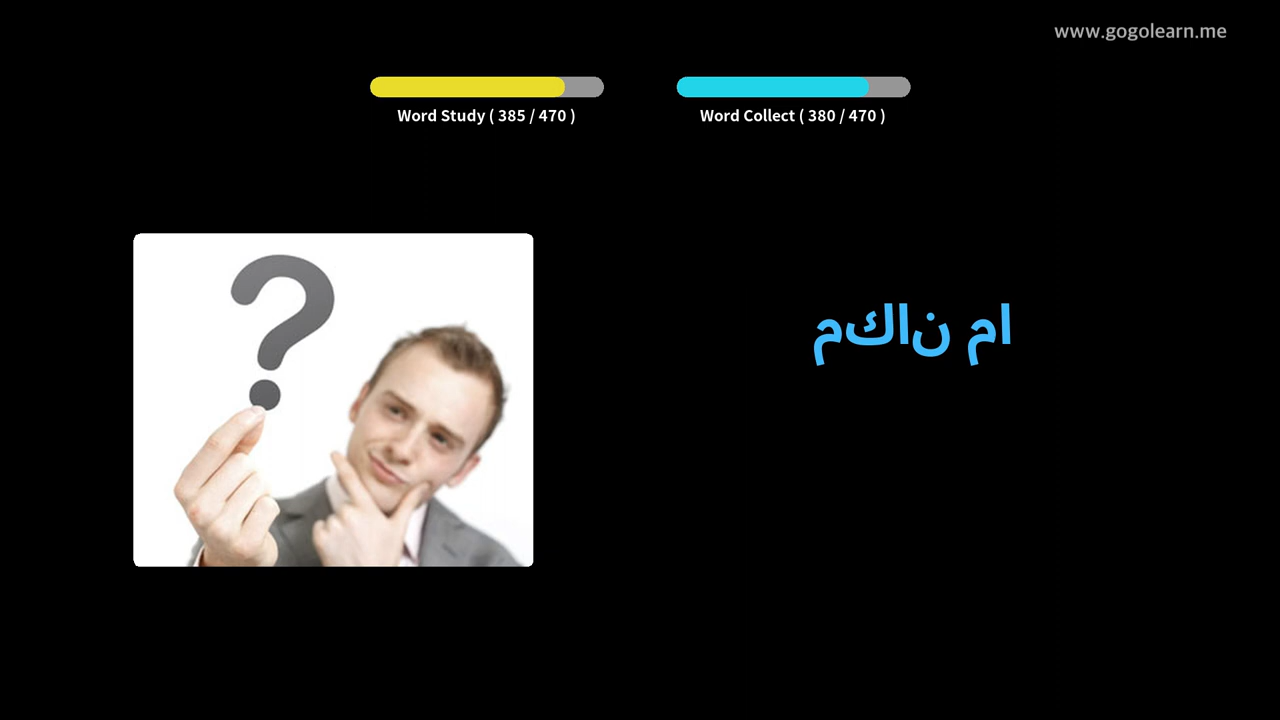 www.gogolearn.me
Word Study ( 385 / 470 )
Word Collect ( 380 / 470 )
?
مكان ما